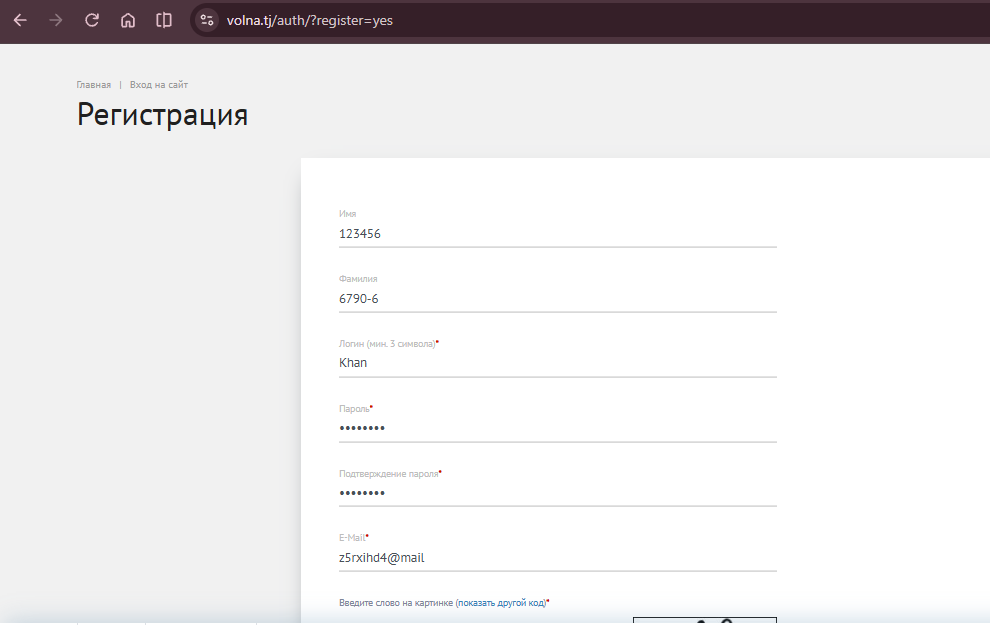 volna.tj/auth/?register=yes
Главная | Вход на сайт
Регистрация
Имя
123456
Фамилия
6790-6
Логин (мин. 3 символа)*
Khan
Пароль*
••••••••
Подтверждение пароля*
••••••••
E-Mail*
z5rxihd4@mail
Введите слово на картинке (показать другой код)*